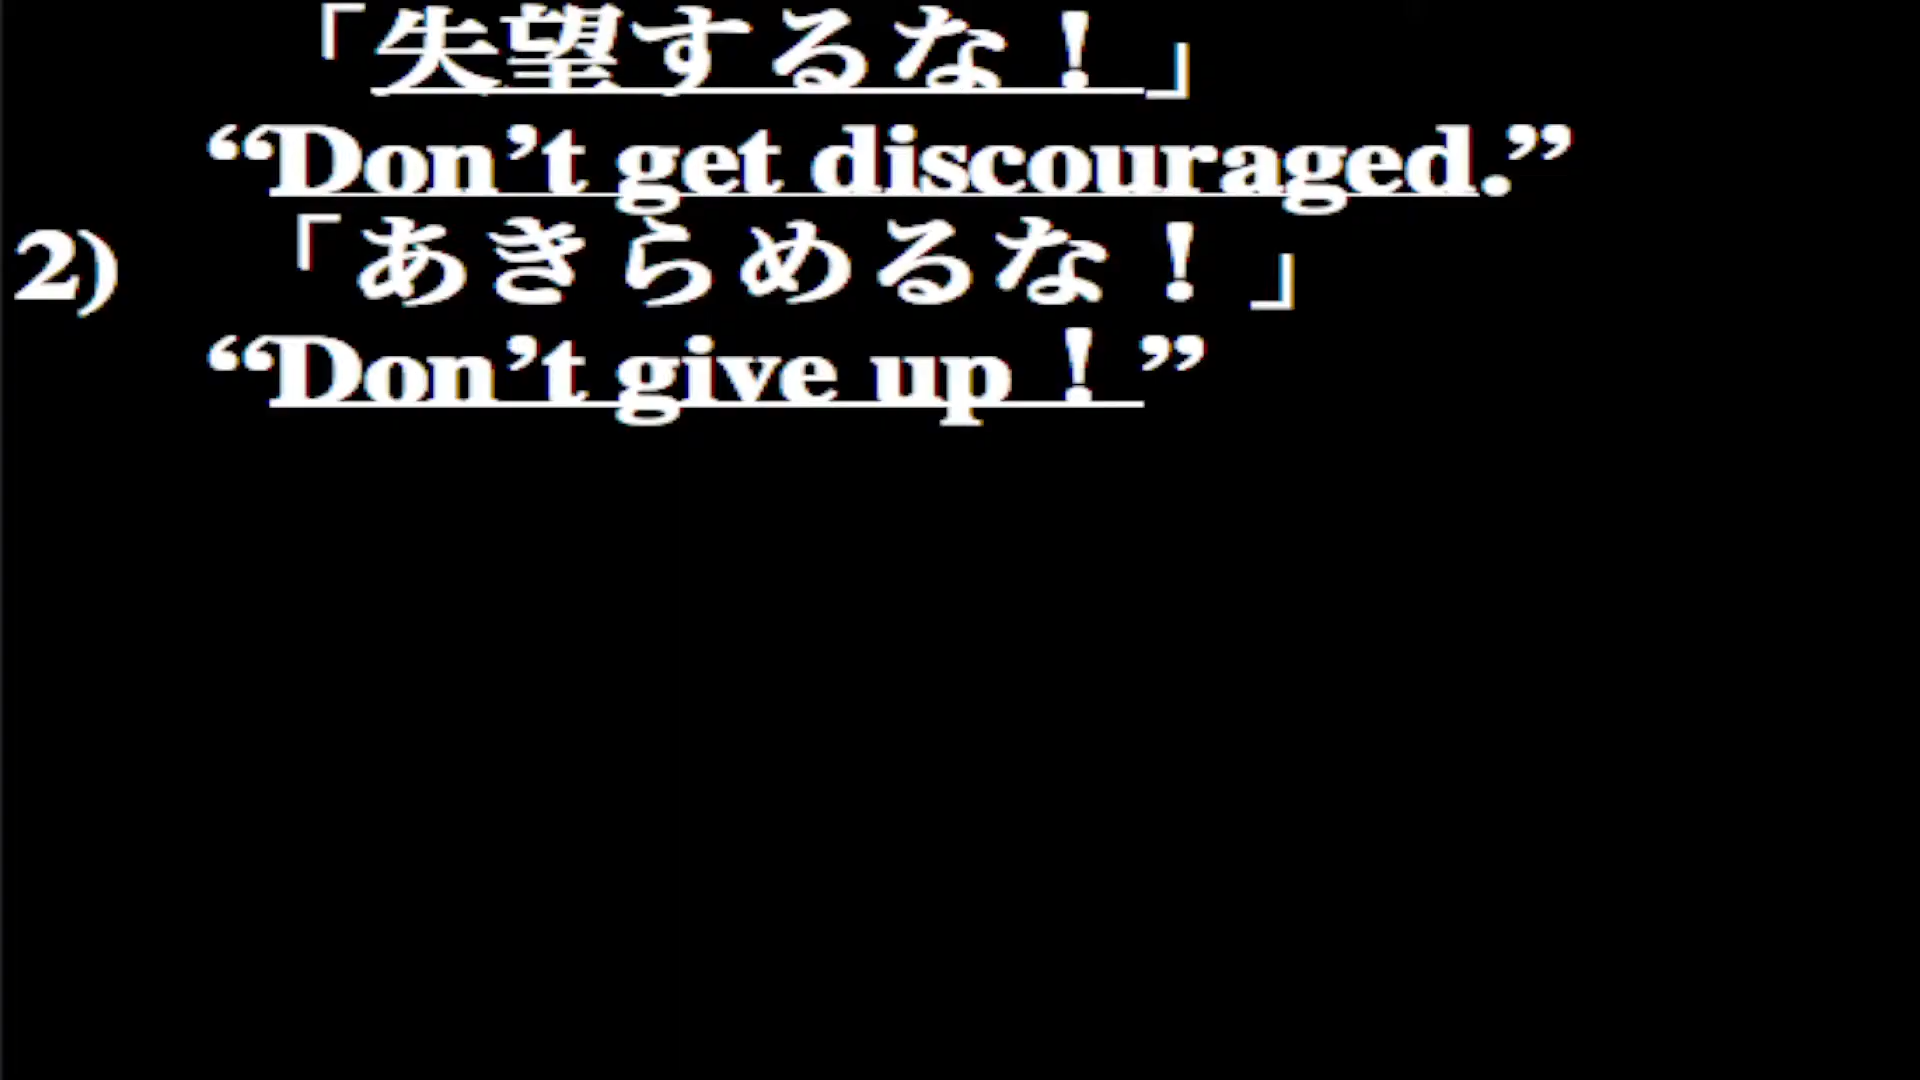 「失望するな！」
“Don’t get discouraged.”
2) 「あきらめるな！」
“Don’t give up！”